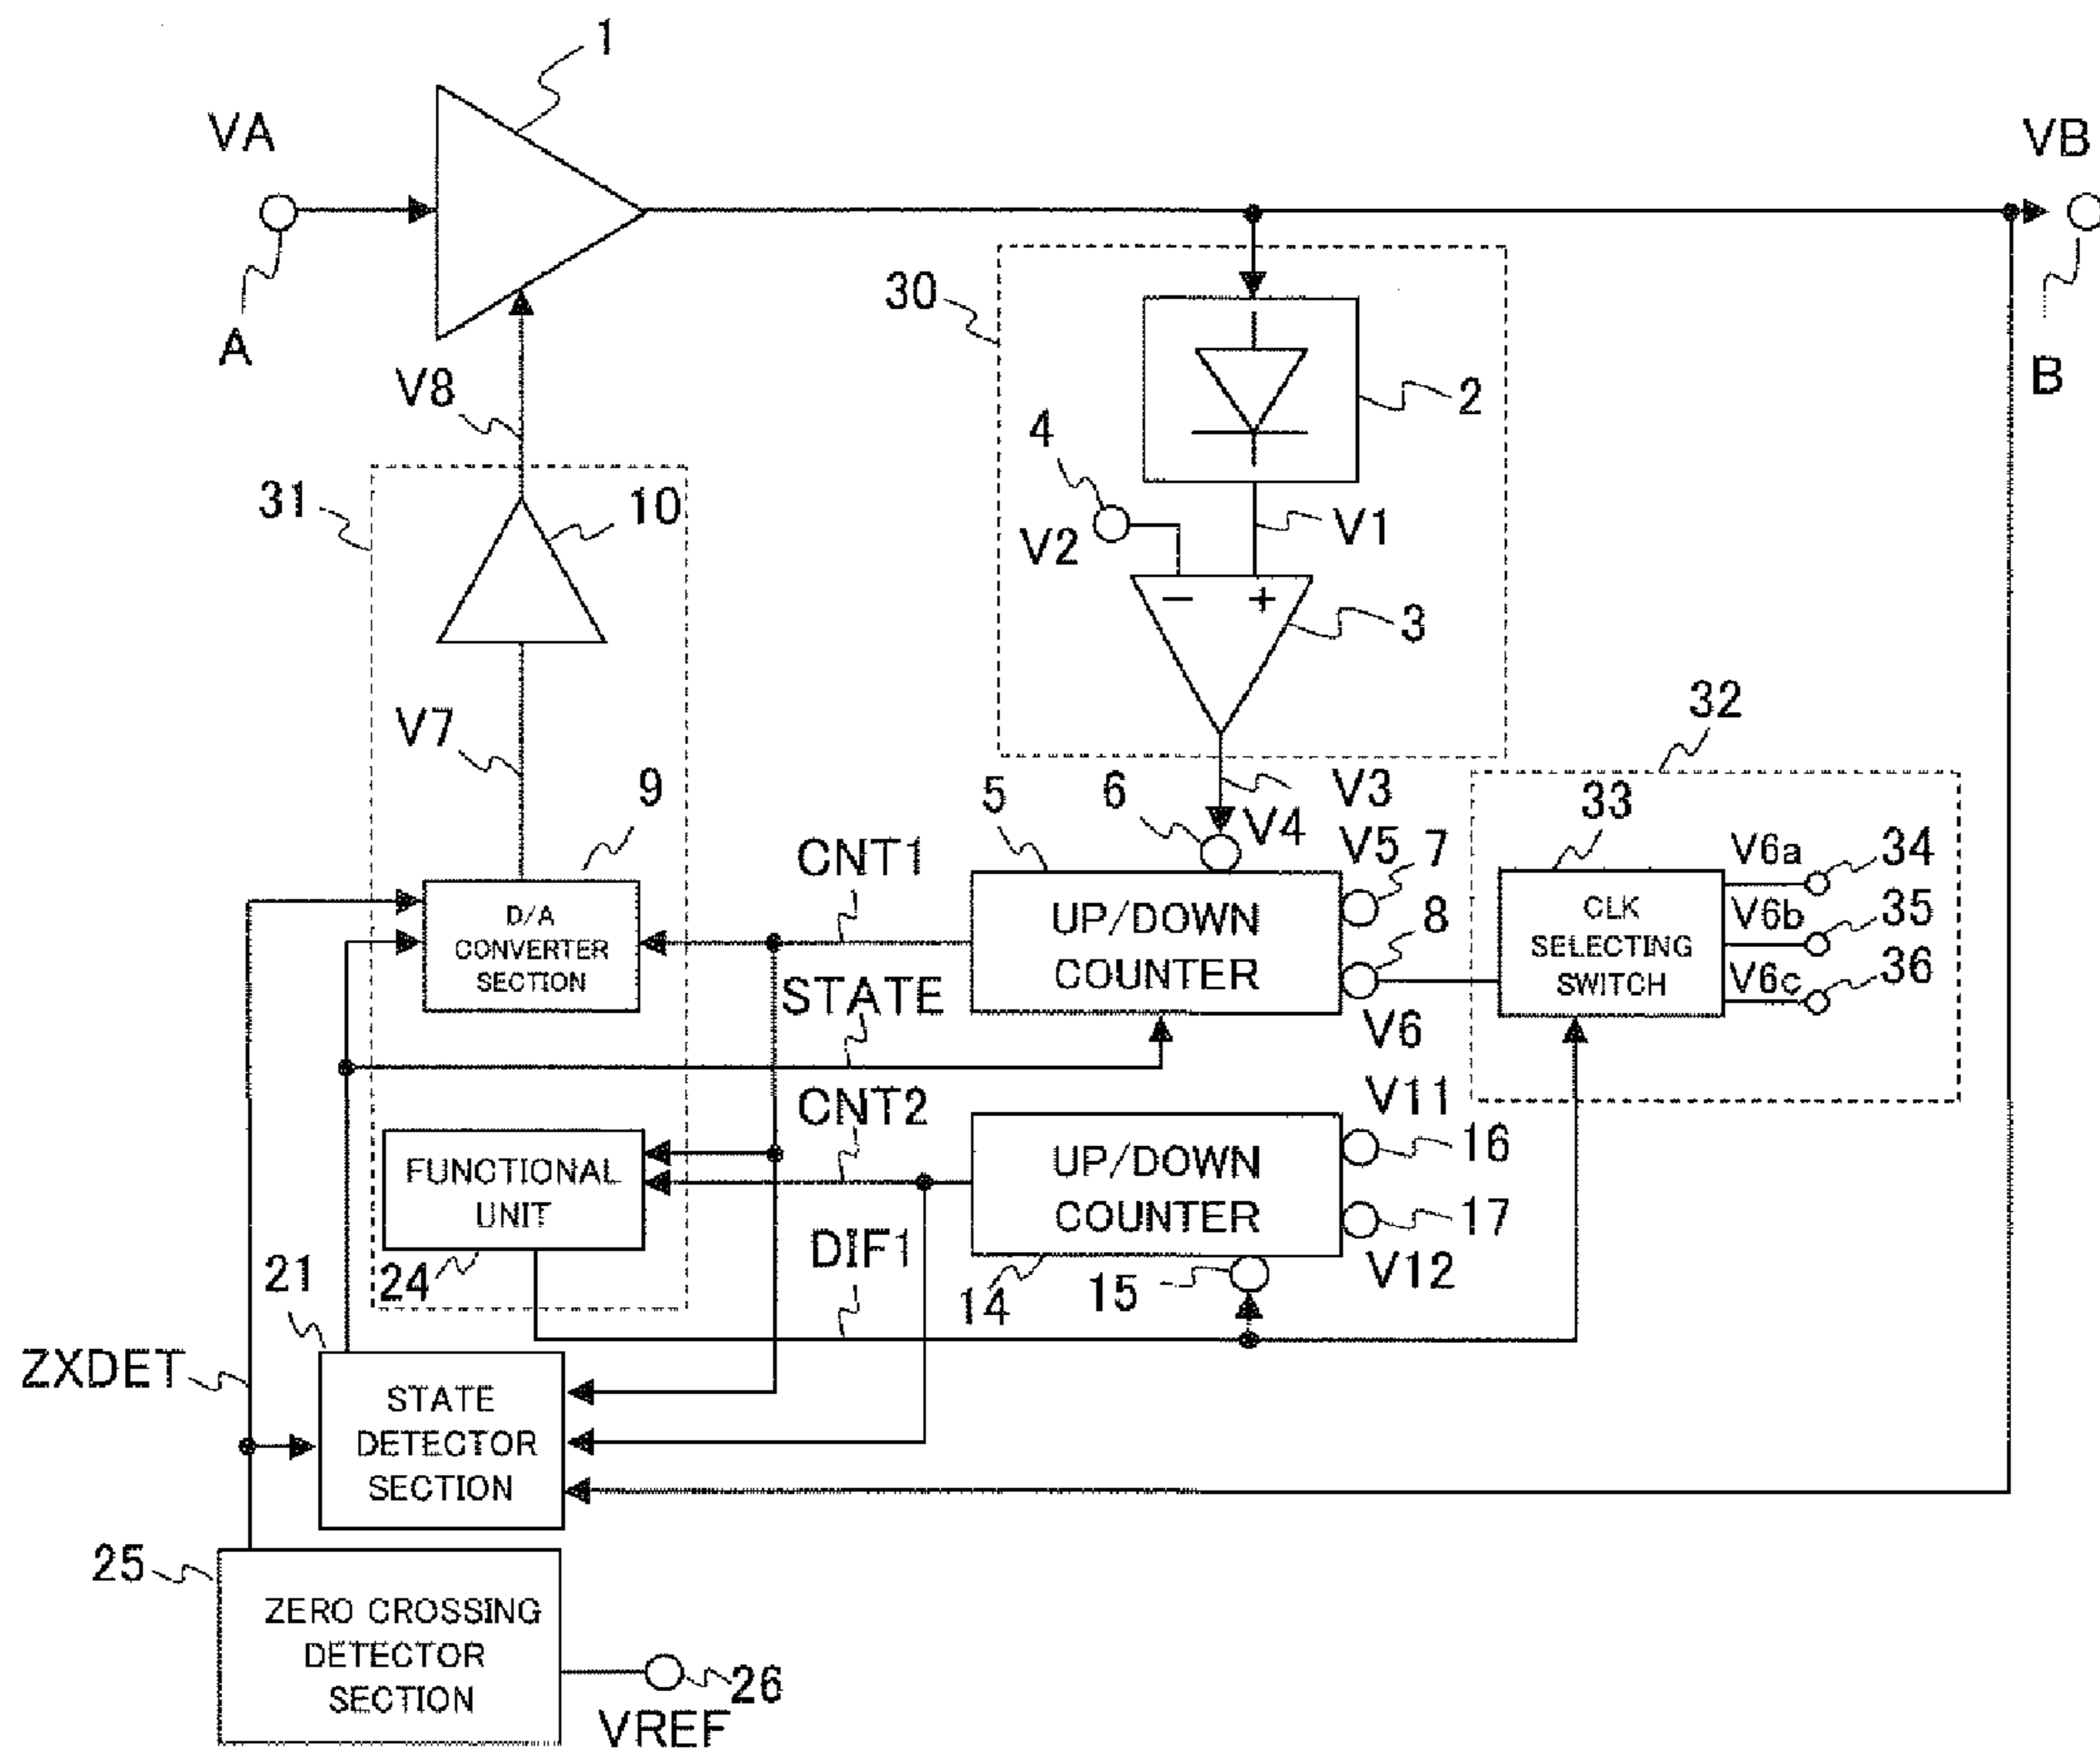 1
VA
VB
A
B
30
2
V8
4
31
10
V2
V1
- +
3
V7
32
9
5
6
V3
V4
33
V5
7
V6a
34
CNT1
8
V6b
35
V6c
36
D/A
CONVERTER
SECTION
UP/DOWN
COUNTER
CLK
SELECTING
SWITCH
STATE
V6
CNT2
V11
16
FUNCTIONAL
UNIT
UP/DOWN
COUNTER
17
DIF1
V12
21
24
14
15
ZXDET
STATE
DETECTOR
SECTION
25
ZERO CROSSING
DETECTOR
SECTION
26
VREF